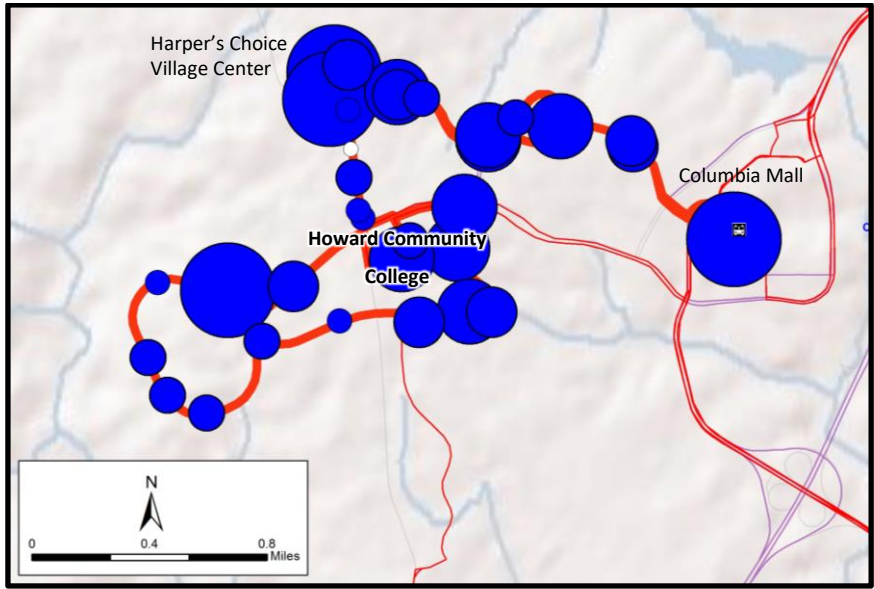 Harper's Choice
Village Center
Columbia Mall
Howard Community
College
N
0 0.4 0.8
Miles